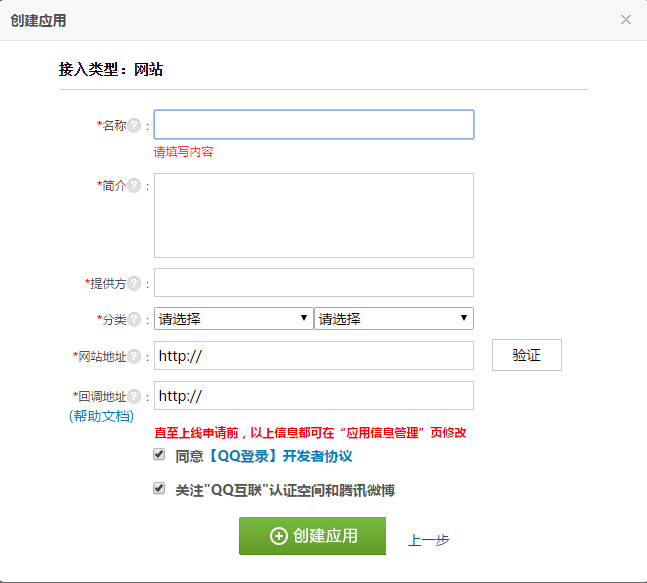 创建应用 ×
接入类型：网站
*名称?：
请填写内容
*简介?：
*提供方?：
*分类?： 请选择 请选择
*网站地址?： http:// 验证
*回调地址?： http://
(帮助文档)
直至上线申请前，以上信息都可在“应用信息管理”页修改
同意【QQ登录】开发者协议
关注"QQ互联"认证空间和腾讯微博
创建应用 上一步